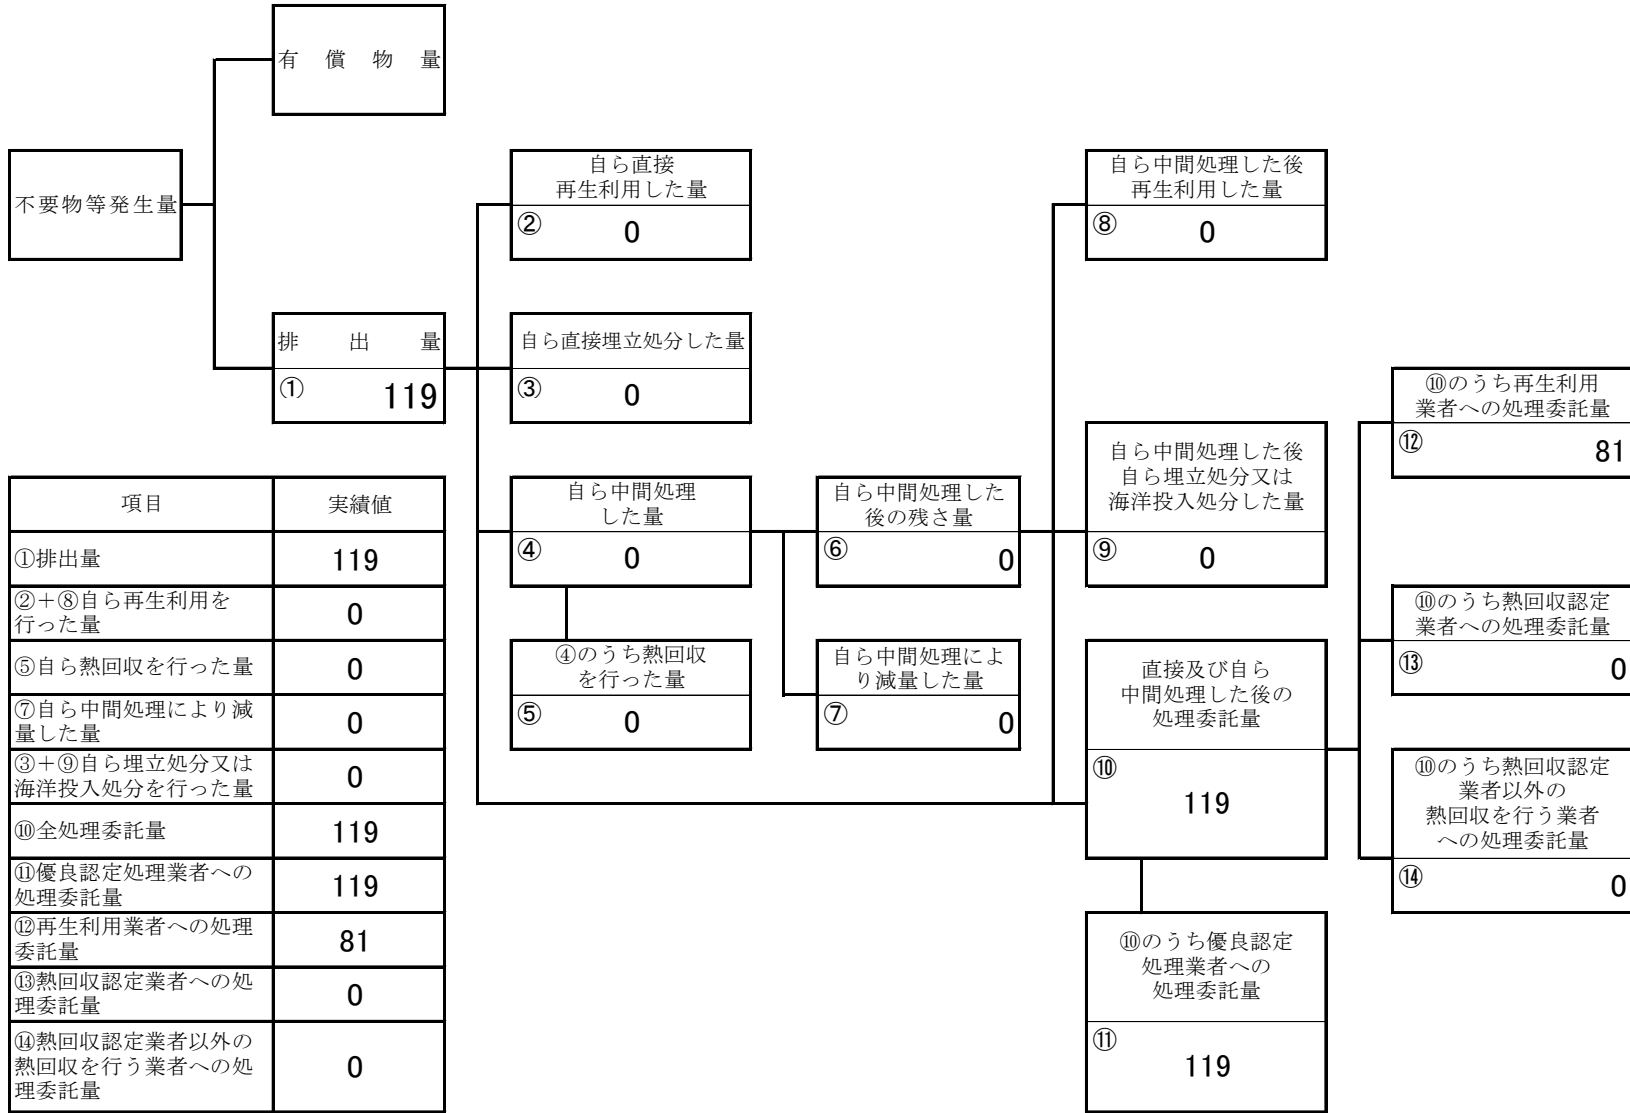 有償物量
不要物等発生量
排出量
① 119
自ら直接
再生利用した量
② 0
自ら直接埋立処分した量
③ 0
自ら中間処理
した量
④ 0
④のうち熱回収
を行った量
⑤ 0
自ら中間処理した
後の残さ量
⑥ 0
自ら中間処理によ
り減量した量
⑦ 0
自ら中間処理した後
再生利用した量
⑧ 0
自ら中間処理した後
自ら埋立処分又は
海洋投入処分した量
⑨ 0
直接及び自ら
中間処理した後の
処理委託量
⑩
119
⑩のうち優良認定
処理業者への
処理委託量
⑪
119
⑩のうち再生利用
業者への処理委託量
⑫ 81
⑩のうち熱回収認定
業者への処理委託量
⑬ 0
⑩のうち熱回収認定
業者以外の
熱回収を行う業者
への処理委託量
⑭ 0
項目 実績値
①排出量 119
②+⑧自ら再生利用を
行った量 0
⑤自ら熱回収を行った量 0
⑦自ら中間処理により減
量した量 0
③+⑨自ら埋立処分又は
海洋投入処分を行った量 0
⑩全処理委託量 119
⑪優良認定処理業者への
処理委託量 119
⑫再生利用業者への処理
委託量 81
⑬熱回収認定業者への処
理委託量 0
⑭熱回収認定業者以外の
熱回収を行う業者への処
理委託量 0